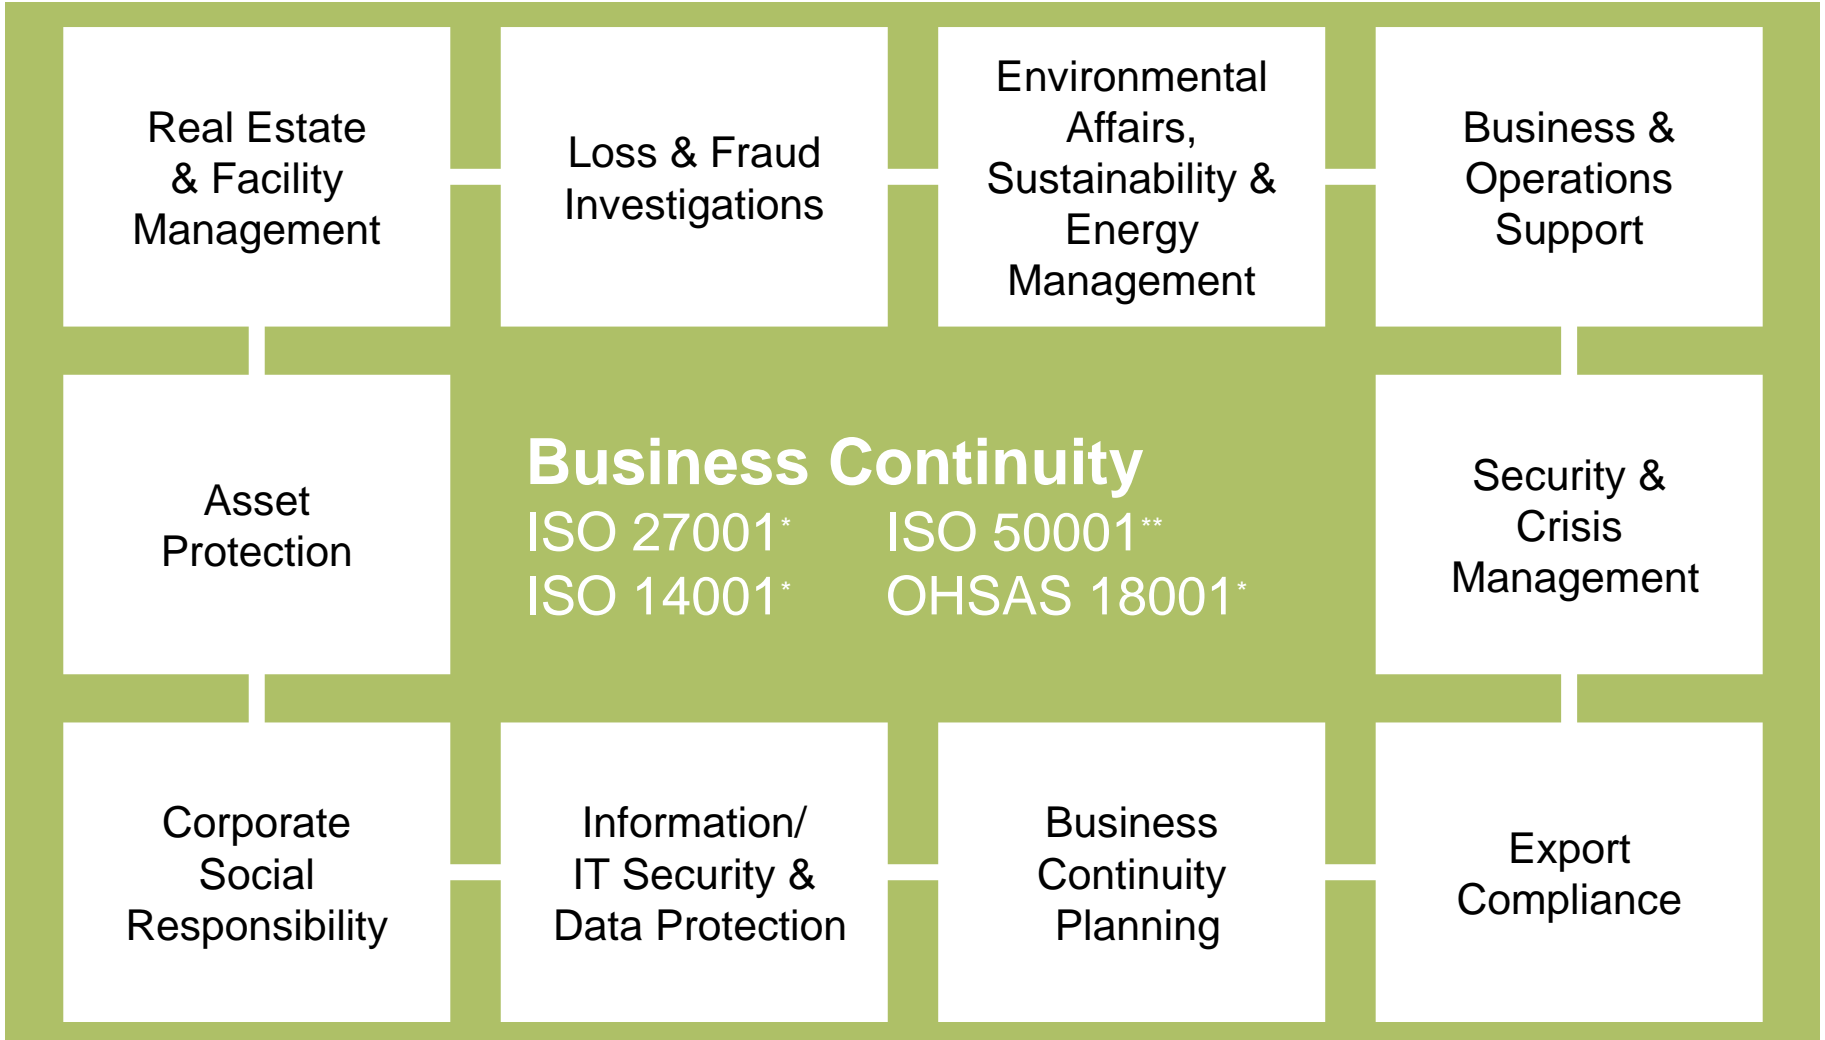 Real Estate
& Facility
Management
Loss & Fraud
Investigations
Environmental
Affairs,
Sustainability &
Energy
Management
Business &
Operations
Support
Asset
Protection
Business Continuity
ISO 27001* ISO 50001**
ISO 14001* OHSAS 18001*
Security &
Crisis
Management
Corporate
Social
Responsibility
Information/
IT Security &
Data Protection
Business
Continuity
Planning
Export
Compliance